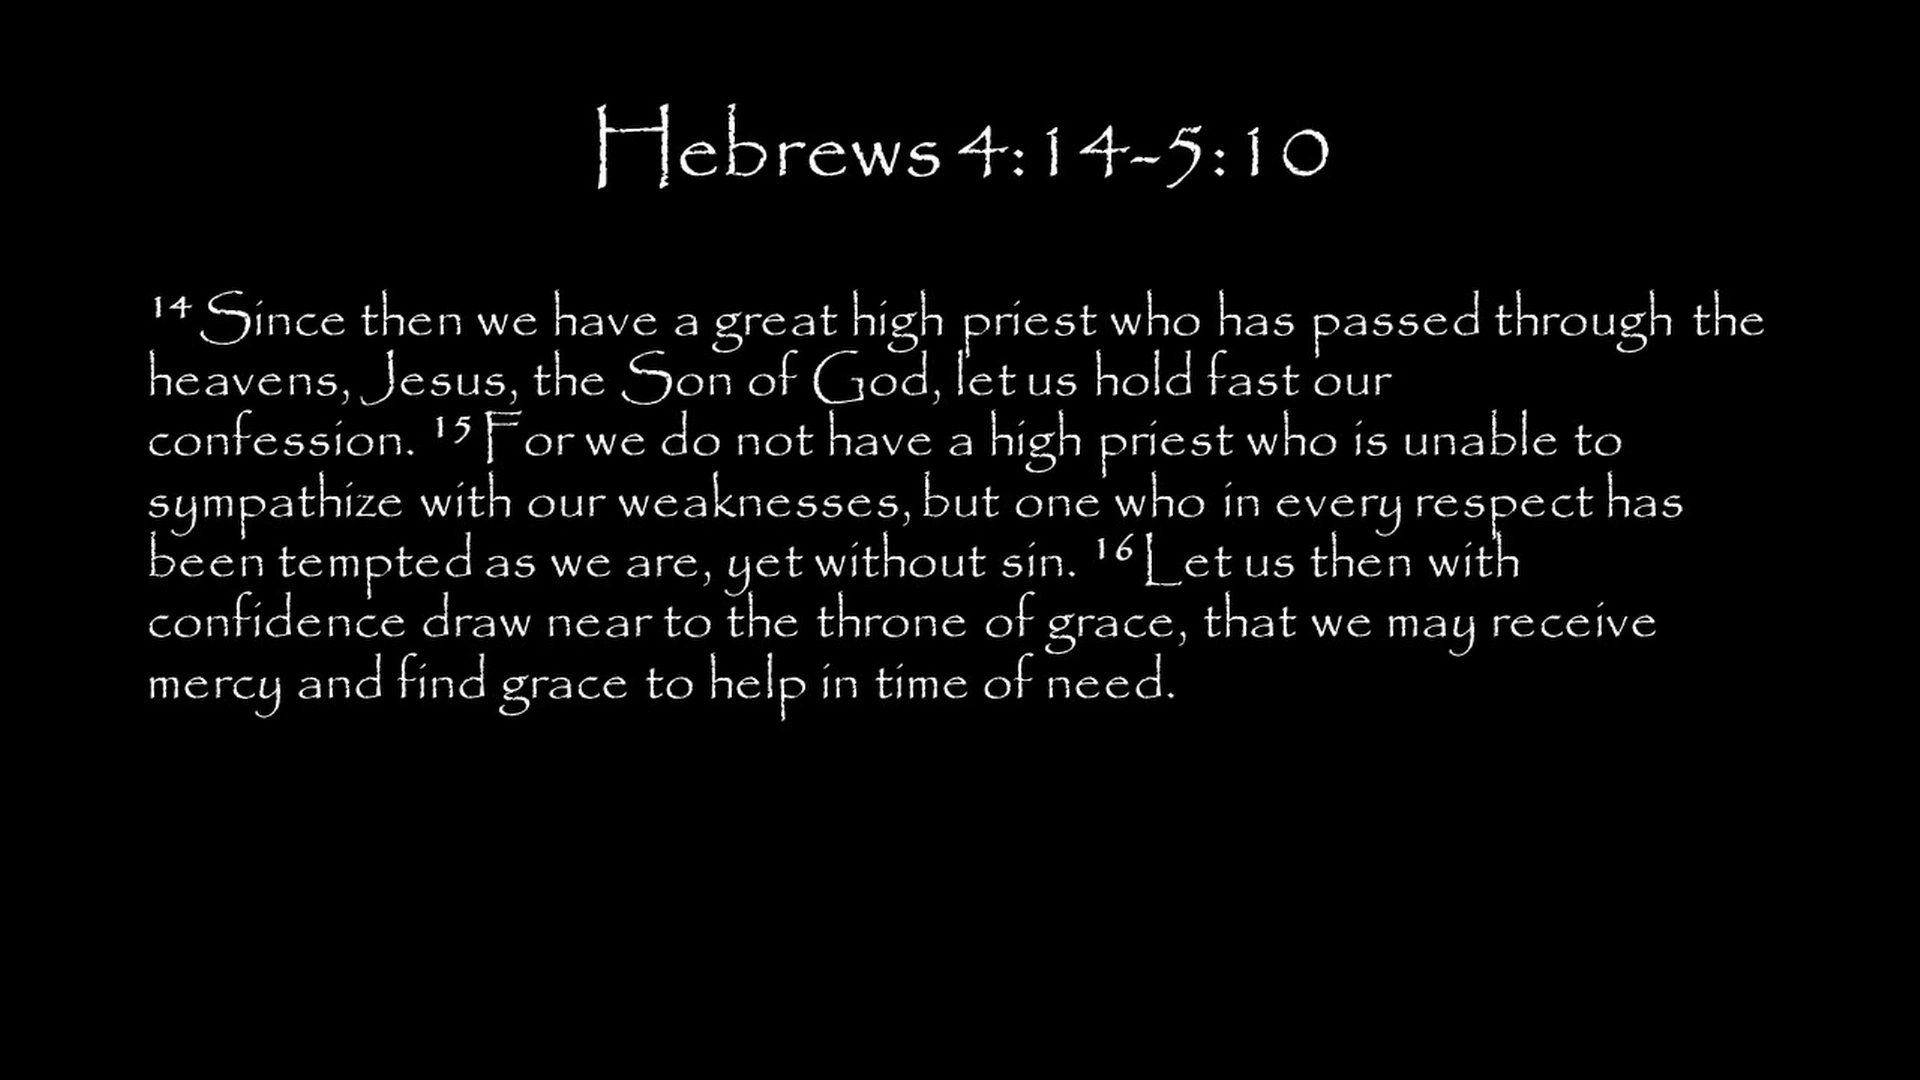 Hebrews 4:14-5:10
14 Since then we have a great high priest who has passed through the
heavens, Jesus, the Son of God, let us hold fast our
confession. 15 For we do not have a high priest who is unable to
sympathize with our weaknesses, but one who in every respect has
been tempted as we are, yet without sin. 16 Let us then with
confidence draw near to the throne of grace, that we may receive
mercy and find grace to help in time of need.